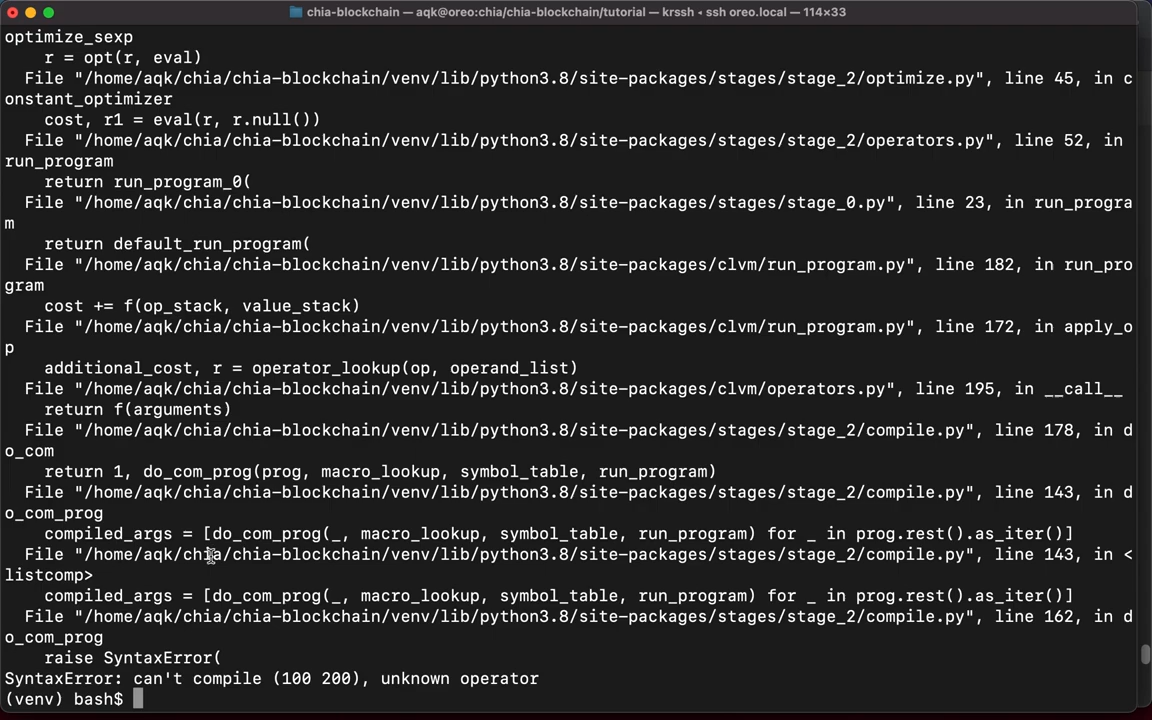 chia-blockchain — aqk@oreo:chia/chia-blockchain/tutorial — krssh ◂ ssh oreo.local — 114×33
optimize_sexp
    r = opt(r, eval)
  File "/home/aqk/chia/chia-blockchain/venv/lib/python3.8/site-packages/stages/stage_2/optimize.py", line 45, in c
onstant_optimizer
    cost, r1 = eval(r, r.null())
  File "/home/aqk/chia/chia-blockchain/venv/lib/python3.8/site-packages/stages/stage_2/operators.py", line 52, in
run_program
    return run_program_0(
  File "/home/aqk/chia/chia-blockchain/venv/lib/python3.8/site-packages/stages/stage_0.py", line 23, in run_progra
m
    return default_run_program(
  File "/home/aqk/chia/chia-blockchain/venv/lib/python3.8/site-packages/clvm/run_program.py", line 182, in run_pro
gram
    cost += f(op_stack, value_stack)
  File "/home/aqk/chia/chia-blockchain/venv/lib/python3.8/site-packages/clvm/run_program.py", line 172, in apply_o
p
    additional_cost, r = operator_lookup(op, operand_list)
  File "/home/aqk/chia/chia-blockchain/venv/lib/python3.8/site-packages/clvm/operators.py", line 195, in __call__
    return f(arguments)
  File "/home/aqk/chia/chia-blockchain/venv/lib/python3.8/site-packages/stages/stage_2/compile.py", line 178, in d
o_com
    return 1, do_com_prog(prog, macro_lookup, symbol_table, run_program)
  File "/home/aqk/chia/chia-blockchain/venv/lib/python3.8/site-packages/stages/stage_2/compile.py", line 143, in d
o_com_prog
    compiled_args = [do_com_prog(_, macro_lookup, symbol_table, run_program) for _ in prog.rest().as_iter()]
  File "/home/aqk/chia/chia-blockchain/venv/lib/python3.8/site-packages/stages/stage_2/compile.py", line 143, in <
listcomp>
    compiled_args = [do_com_prog(_, macro_lookup, symbol_table, run_program) for _ in prog.rest().as_iter()]
  File "/home/aqk/chia/chia-blockchain/venv/lib/python3.8/site-packages/stages/stage_2/compile.py", line 162, in d
o_com_prog
    raise SyntaxError(
SyntaxError: can't compile (100 200), unknown operator
(venv) bash$